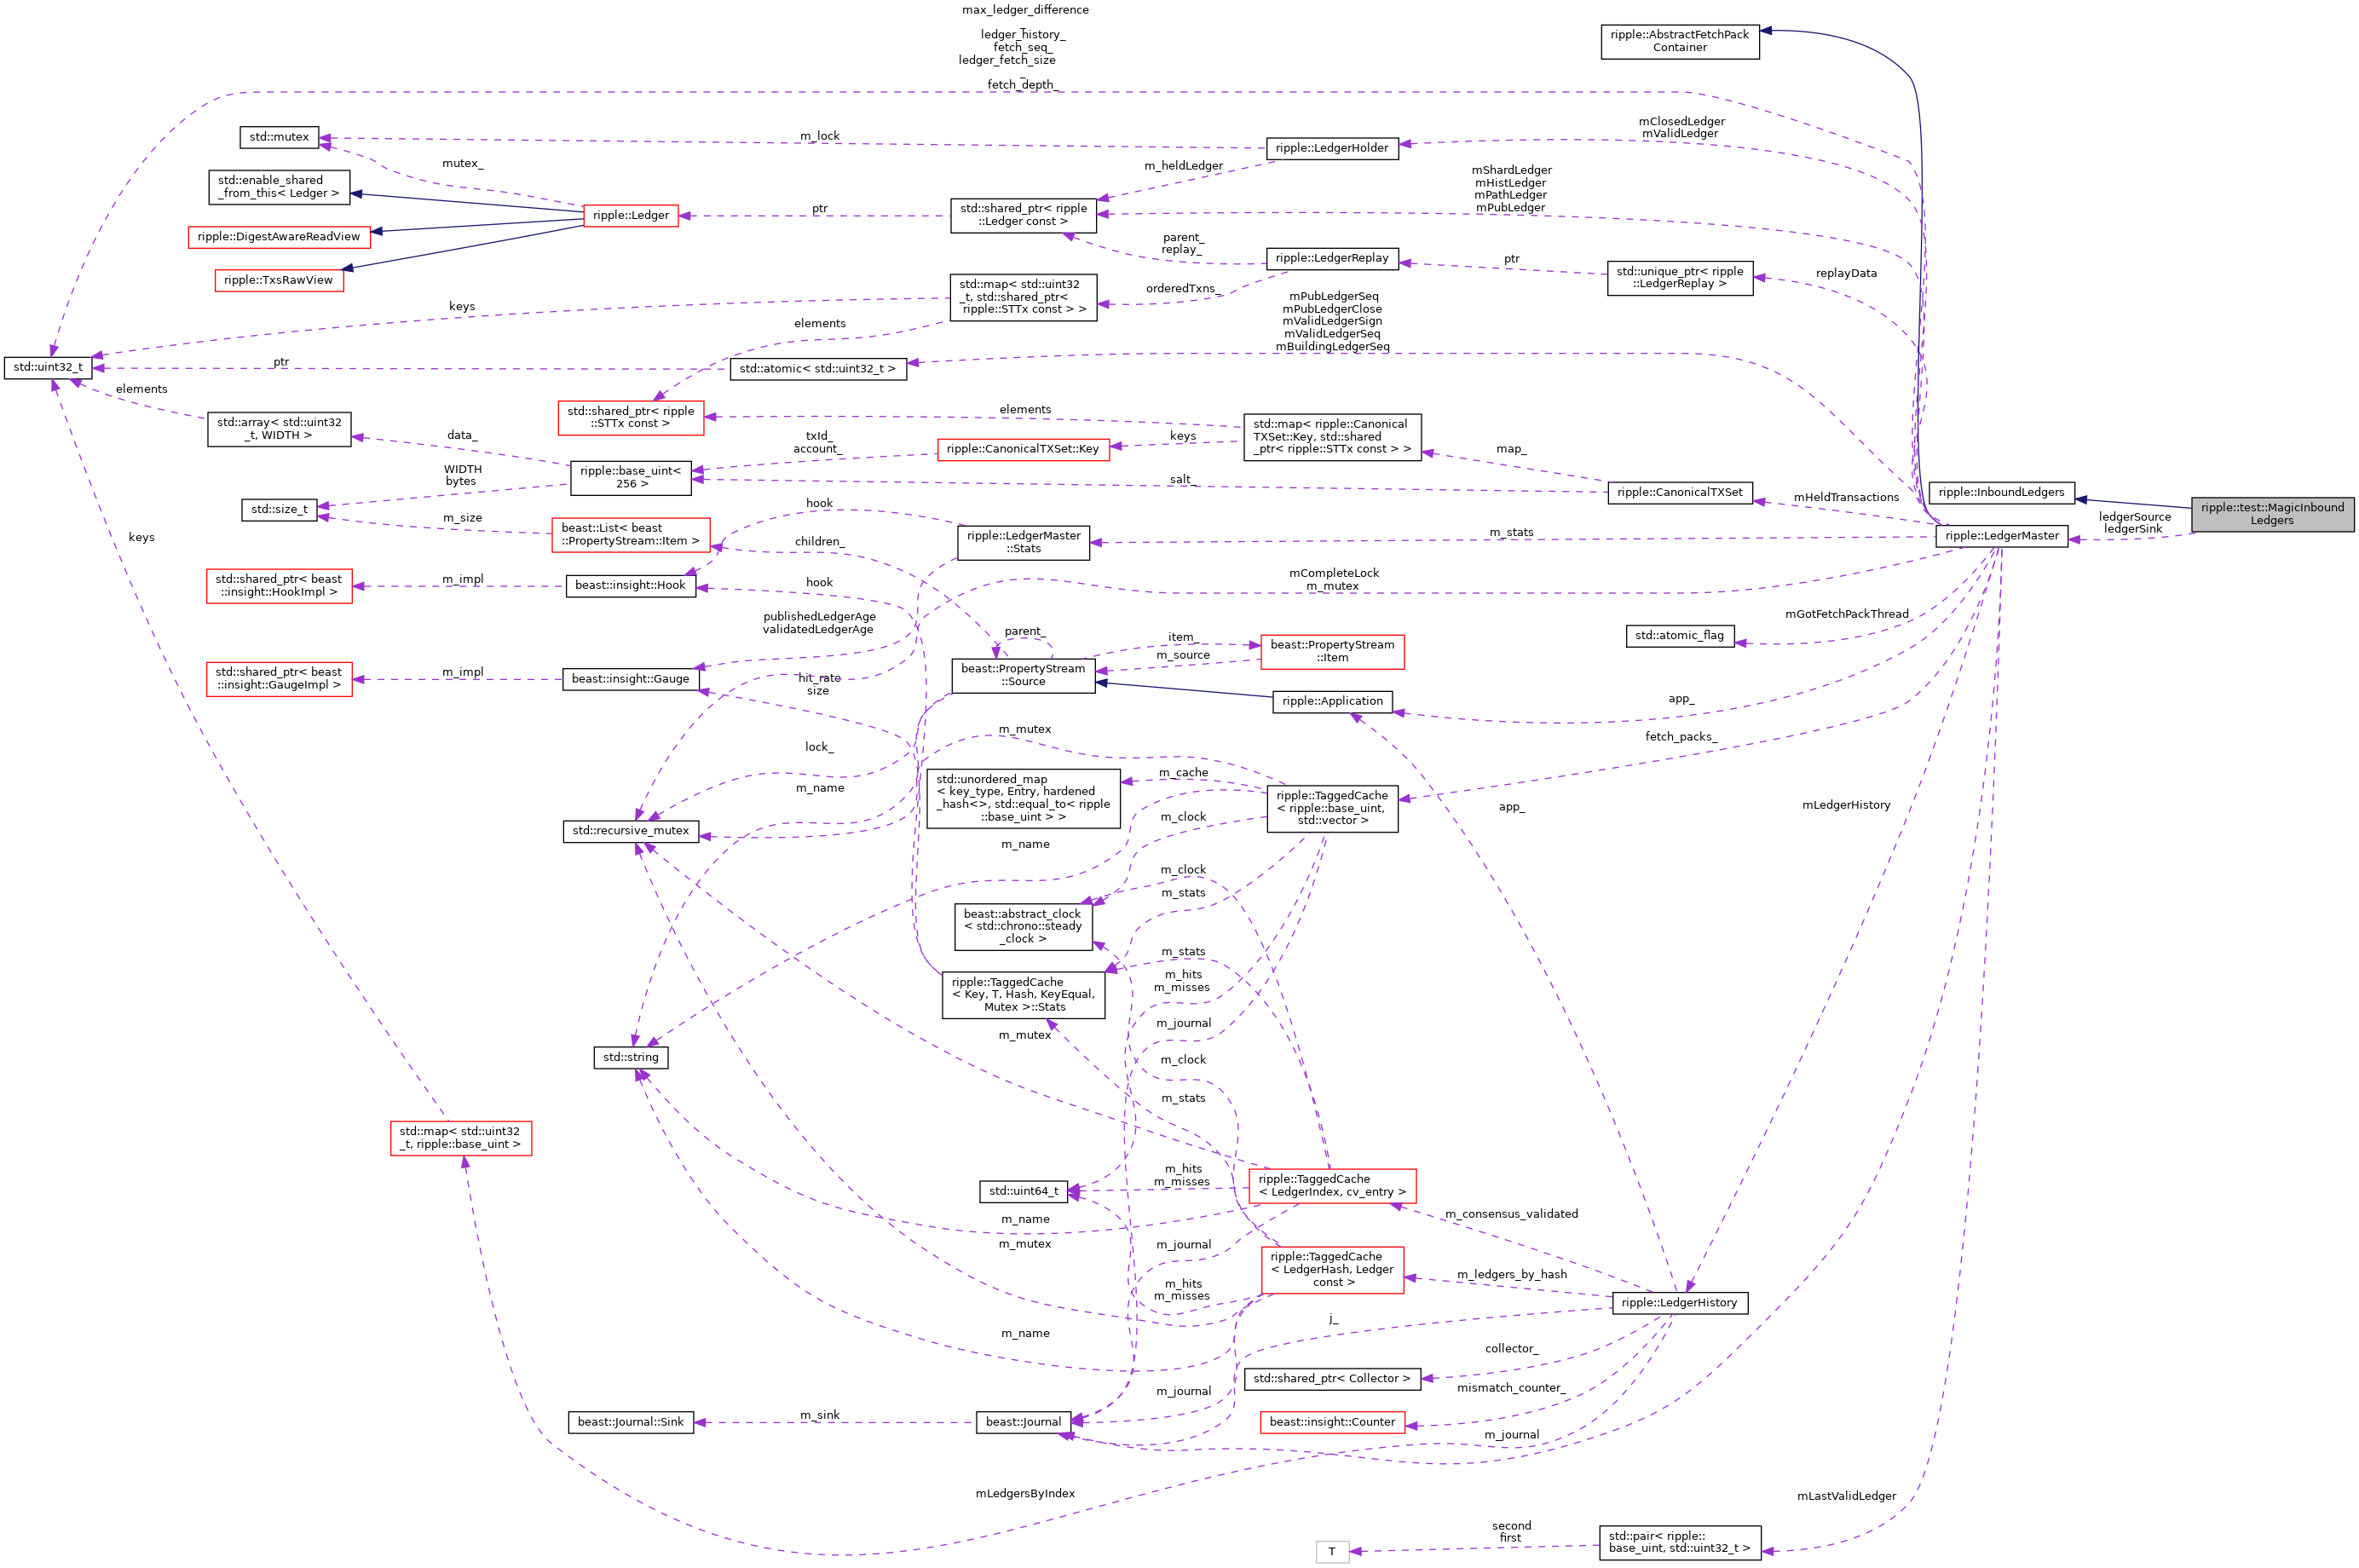 max_ledger_difference
_
ledger_history_
fetch_seq_
ledger_fetch_size
_
fetch_depth_
ripple::AbstractFetchPack
Container
std::mutex
m_lock
mutex_
ripple::LedgerHolder
mClosedLedger
mValidLedger
std::enable_shared
_from_this< Ledger >
m_heldLedger
mShardLedger
mHistLedger
mPathLedger
mPubLedger
ripple::Ledger
ptr
std::shared_ptr< ripple
::Ledger const >
ripple::DigestAwareReadView
parent_
replay_
ripple::LedgerReplay
ptr
std::unique_ptr< ripple
::LedgerReplay >
replayData
ripple::TxsRawView
std::map< std::uint32
_t, std::shared_ptr<
ripple::STTx const > >
orderedTxns_
keys
elements
mPubLedgerSeq
mPubLedgerClose
mValidLedgerSign
mValidLedgerSeq
mBuildingLedgerSeq
std::uint32_t
ptr
std::atomic< std::uint32_t >
elements
std::array< std::uint32
_t, WIDTH >
std::shared_ptr< ripple
::STTx const >
elements
std::map< ripple::Canonical
TXSet::Key, std::shared
_ptr< ripple::STTx const > >
data_
txId_
account_
ripple::CanonicalTXSet::Key
keys
map_
WIDTH
bytes
ripple::base_uint<
256 >
salt_
ripple::CanonicalTXSet
mHeldTransactions
ripple::InboundLedgers
ripple::test::MagicInbound
Ledgers
ledgerSource
ledgerSink
std::size_t
m_size
beast::List< beast
::PropertyStream::Item >
hook
children_
ripple::LedgerMaster
::Stats
m_stats
ripple::LedgerMaster
keys
std::shared_ptr< beast
::insight::HookImpl >
m_impl
beast::insight::Hook
hook
mCompleteLock
m_mutex
publishedLedgerAge
validatedLedgerAge
parent_
item_
m_source
beast::PropertyStream
::Item
mGotFetchPackThread
std::atomic_flag
std::shared_ptr< beast
::insight::GaugeImpl >
m_impl
beast::insight::Gauge
hit_rate
size
beast::PropertyStream
::Source
ripple::Application
app_
lock_
m_mutex
fetch_packs_
m_name
std::unordered_map
< key_type, Entry, hardened
_hash<>, std::equal_to< ripple
::base_uint > >
m_cache
ripple::TaggedCache
< ripple::base_uint,
std::vector >
app_
mLedgerHistory
std::recursive_mutex
m_clock
m_name
m_clock
m_stats
beast::abstract_clock
< std::chrono::steady
_clock >
m_stats
m_hits
m_misses
ripple::TaggedCache
< Key, T, Hash, KeyEqual,
Mutex >::Stats
m_journal
m_mutex
std::string
m_clock
m_stats
std::map< std::uint32
_t, ripple::base_uint >
m_hits
m_misses
std::uint64_t
ripple::TaggedCache
< LedgerIndex, cv_entry >
m_name
m_consensus_validated
m_mutex
m_journal
ripple::TaggedCache
< LedgerHash, Ledger
const >
m_ledgers_by_hash
m_hits
m_misses
ripple::LedgerHistory
m_name
j_
collector_
std::shared_ptr< Collector >
m_journal
mismatch_counter_
beast::Journal::Sink
m_sink
beast::Journal
beast::insight::Counter
m_journal
mLedgersByIndex
mLastValidLedger
second
first
T
std::pair< ripple::
base_uint, std::uint32_t >